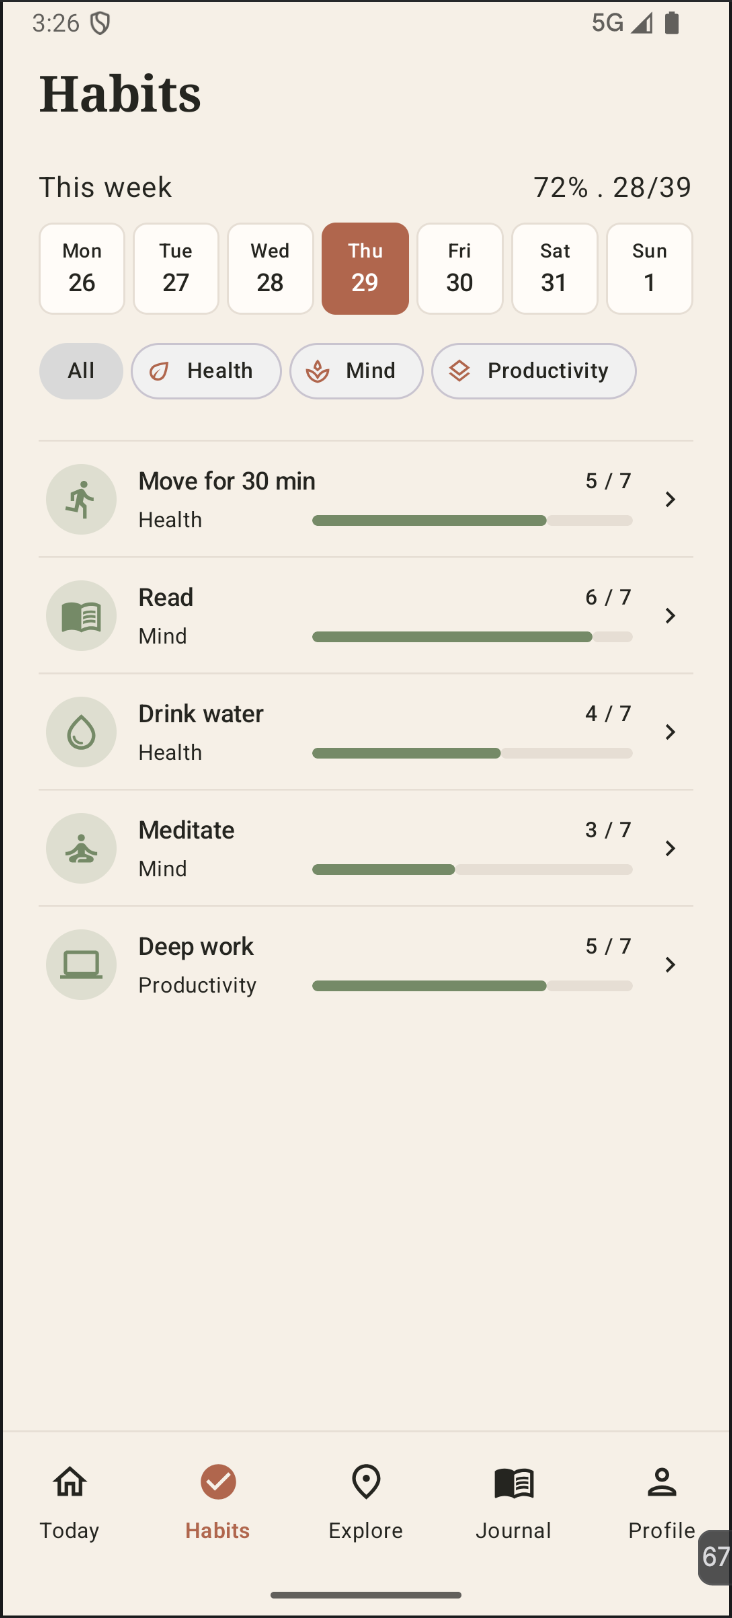 3:26 5G
Habits
This week 72% . 28/39
Mon Tue Wed Thu Fri Sat Sun
26 27 28 29 30 31 1
All Health Mind Productivity
Move for 30 min 5 / 7
Health
Read 6 / 7
Mind
Drink water 4 / 7
Health
Meditate 3 / 7
Mind
Deep work 5 / 7
Productivity
Today Habits Explore Journal Profile
67